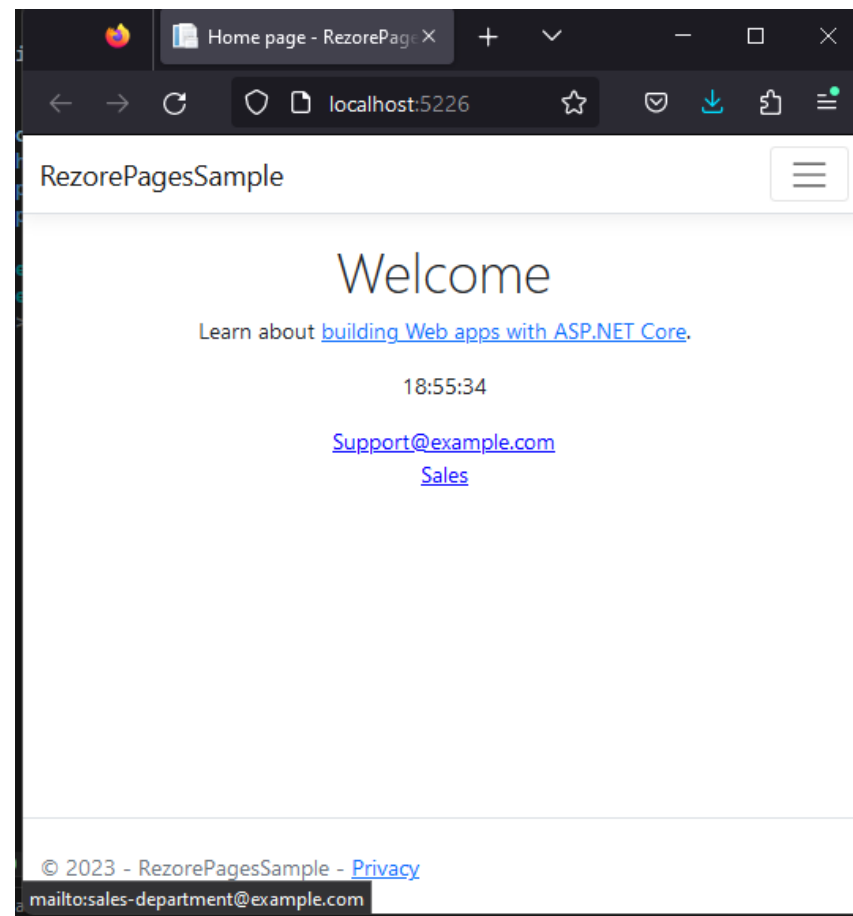 Home page - RezorePage
localhost:5226
RezorePagesSample
Welcome
Learn about building Web apps with ASP.NET Core.
18:55:34
Support@example.com
Sales
© 2023 - RezorePagesSample - Privacy
mailto:sales-department@example.com